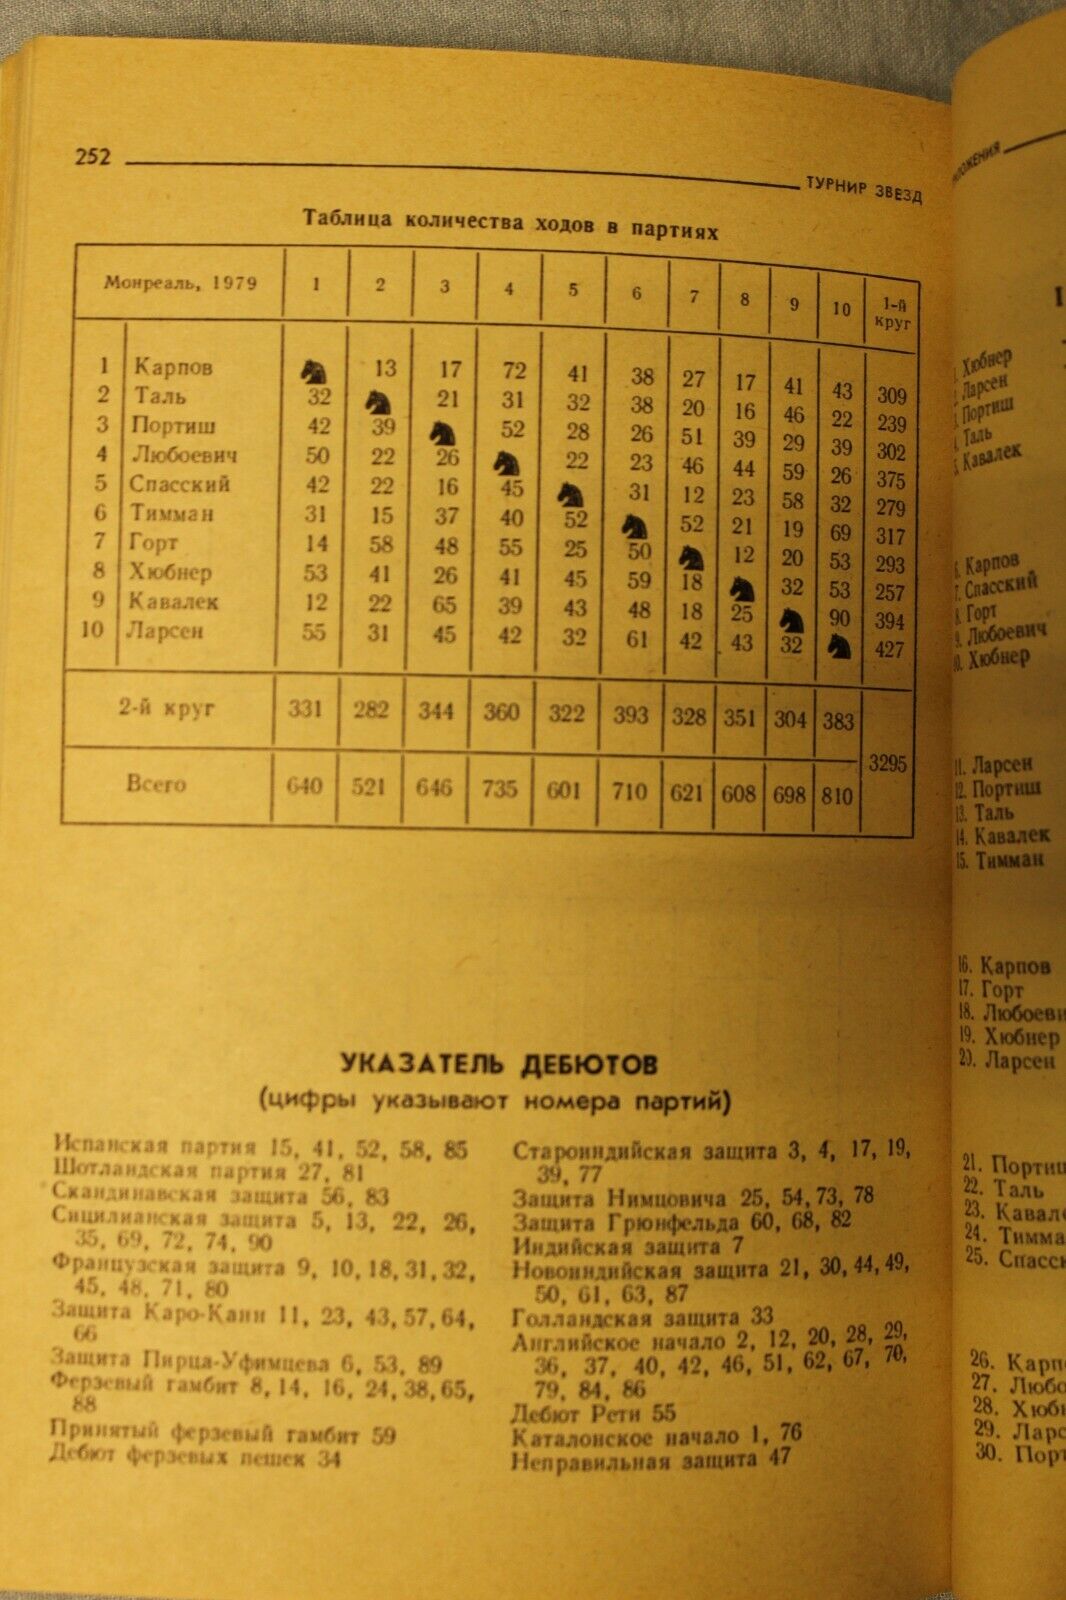 252
ТУРНИР ЗВЕЗД
Таблица количества ходов в партиях
Монреаль, 1979 1 2 3 4 5 6 7 8 9 10 1-й круг
1 Карпов 13 17 72 41 38 27 17 41 43 309
2 Таль 32 21 31 32 38 20 16 46 22 239
3 Портиш 42 39 52 28 26 51 39 29 39 302
4 Любоевич 50 22 26 22 23 46 44 59 26 375
5 Спасский 42 22 16 45 31 12 23 58 32 279
6 Тимман 31 15 37 40 52 52 21 19 69 317
7 Горт 14 58 48 55 25 50 12 20 53 293
8 Хюбнер 53 41 26 41 45 59 18 32 53 257
9 Кавалек 12 22 65 39 43 48 18 25 90 394
10 Ларсен 55 31 45 42 32 61 42 43 32 427
2-й круг 331 282 344 360 322 393 328 351 304 383
3295
Всего 640 521 646 735 601 710 621 608 698 810
УКАЗАТЕЛЬ ДЕБЮТОВ
(цифры указывают номера партий)
Испанская партия 15, 41, 52, 58, 85
Шотландская партия 27, 81
Скандинавская защита 56, 83
Сицилианская защита 5, 13, 22, 26,
35, 69, 72, 74, 90
Французская защита 9, 10, 18, 31, 32,
45, 48, 71, 80
Защита Каро-Канн 11, 23, 43, 57, 64,
66
Защита Пирца-Уфимцева 6, 53, 89
Ферзевый гамбит 8, 14, 16, 24, 38, 65,
88
Принятый ферзевый гамбит 59
Дебют ферзевых пешек 34
Староиндийская защита 3, 4, 17, 19,
39, 77
Защита Нимцовича 25, 54, 73, 78
Защита Грюнфельда 60, 68, 82
Индийская защита 7
Новоиндийская защита 21, 30, 44, 49,
50, 61, 63, 87
Голландская защита 33
Английское начало 2, 12, 20, 28, 29,
36, 37, 40, 42, 46, 51, 62, 67, 70,
79, 84, 86
Дебют Рети 55
Каталонское начало 1, 76
Неправильная защита 47
Хюбнер
Ларсен
Портиш
Таль
Кавалек
6. Карпов
7. Спасский
8. Горт
9. Любоевич
10. Хюбнер
11. Ларсен
12. Портиш
13. Таль
14. Кавалек
15. Тимман
16. Карпов
17. Горт
18. Любоеви
19. Хюбнер
20. Ларсен
21. Портиш
22. Таль
23. Кавале
24. Тимма
25. Спасск
26. Карп
27. Любо
28. Хюб
29. Ларс
30. Порт